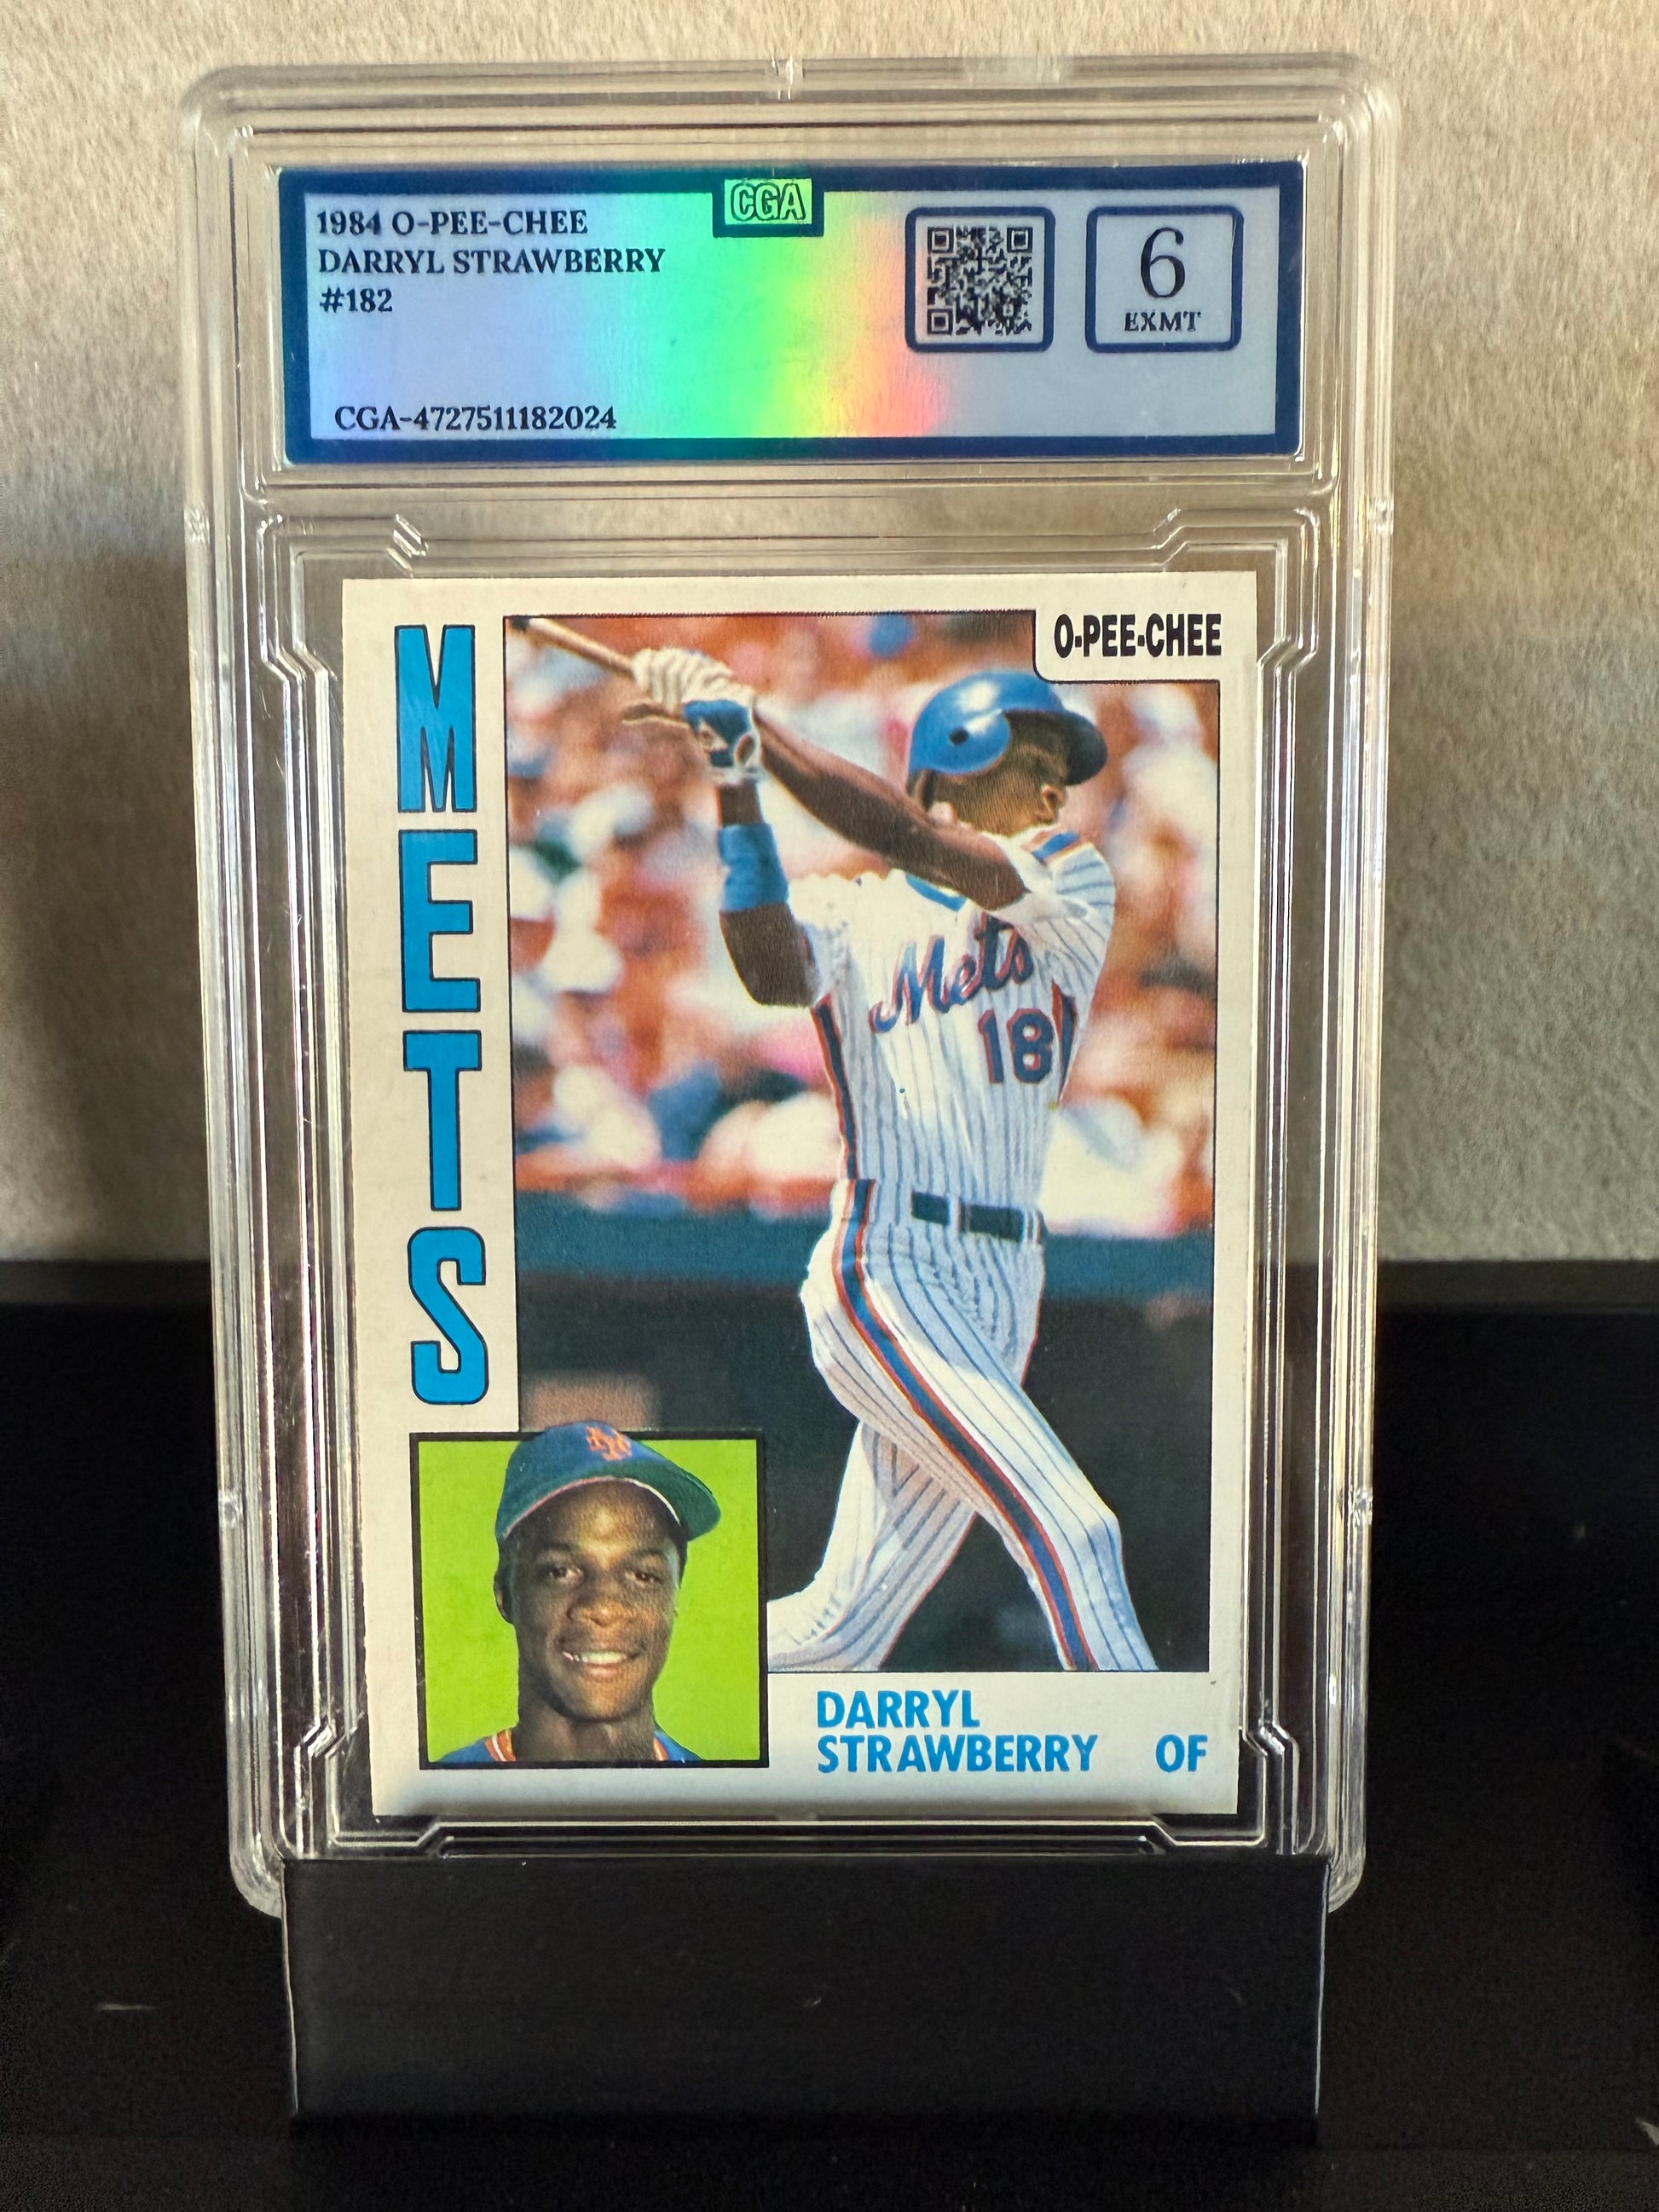 CGA
1984 O-PEE-CHEE
DARRYL STRAWBERRY
#182
6
EXMT
CGA-4727511182024
O-PEE-CHEE
METS
Mets
18
DARRYL
STRAWBERRY OF